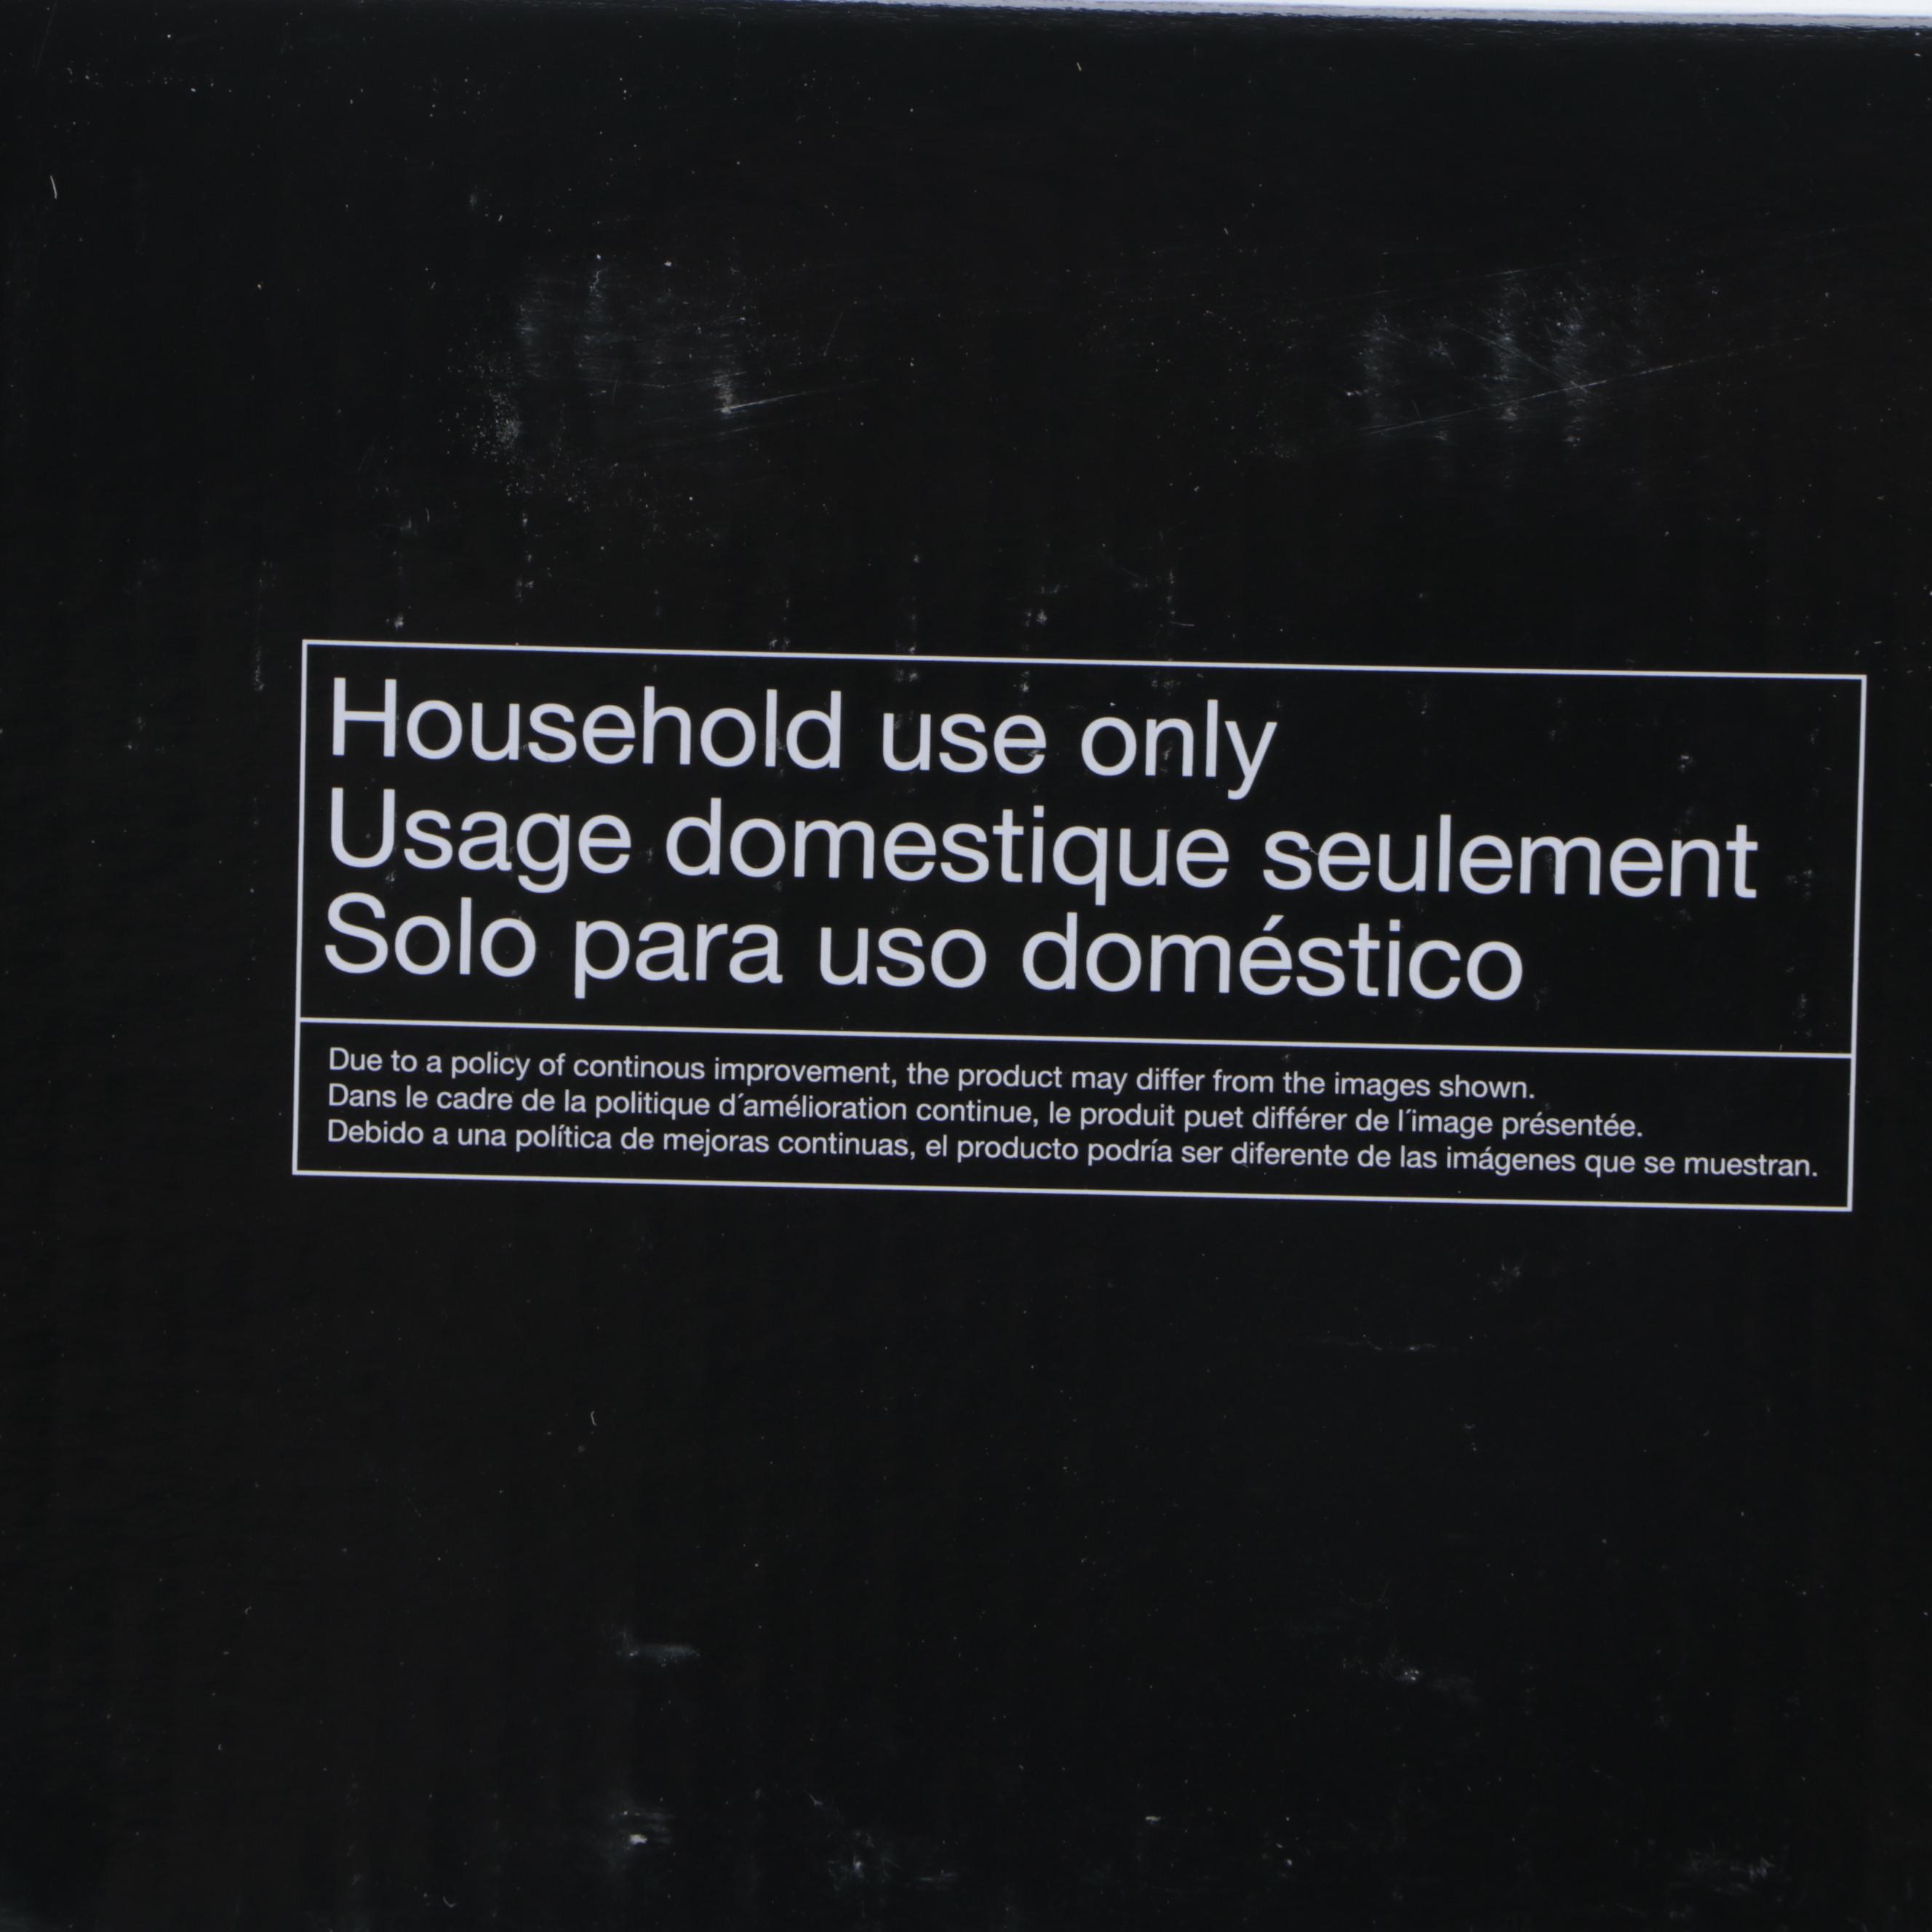 Household use only
Usage domestique seulement
Solo para uso doméstico
Due to a policy of continous improvement, the product may differ from the images shown.
Dans le cadre de la politique d´amélioration continue, le produit puet différer de l´image présentée.
Debido a una política de mejoras continuas, el producto podría ser diferente de las imágenes que se muestran.